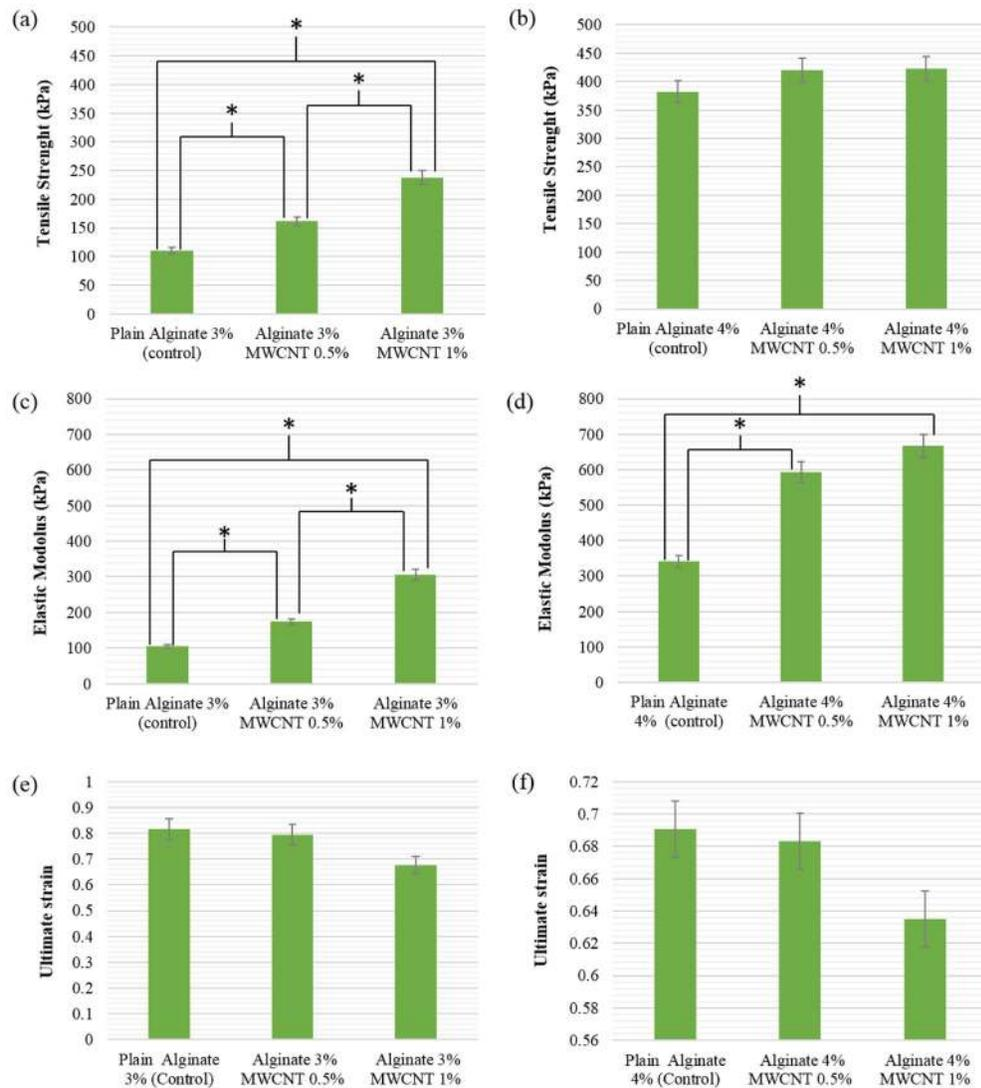 (a)
Tensile Strenght (kPa)
500
450
400
350
300
250
200
150
100
50
0
*
*
*
Plain Alginate 3%
(control)
Alginate 3%
MWCNT 0.5%
Alginate 3%
MWCNT 1%
(b)
Tensile Strenght (kPa)
500
450
400
350
300
250
200
150
100
50
0
Plain Alginate 4%
(control)
Alginate 4%
MWCNT 0.5%
Alginate 4%
MWCNT 1%
(c)
Elastic Modolus (kPa)
800
700
600
500
400
300
200
100
0
*
*
*
Plain Alginate 3%
(control)
Alginate 3%
MWCNT 0.5%
Alginate 3%
MWCNT 1%
(d)
Elastic Modolus (kPa)
800
700
600
500
400
300
200
100
0
*
*
Plain Alginate
4% (control)
Alginate 4%
MWCNT 0.5%
Alginate 4%
MWCNT 1%
(e)
Ultimate strain
1
0.9
0.8
0.7
0.6
0.5
0.4
0.3
0.2
0.1
0
Plain Alginate
3% (Control)
Alginate 3%
MWCNT 0.5%
Alginate 3%
MWCNT 1%
(f)
Ultimate strain
0.72
0.7
0.68
0.66
0.64
0.62
0.6
0.58
0.56
Plain Alginate
4% (Control)
Alginate 4%
MWCNT 0.5%
Alginate 4%
MWCNT 1%